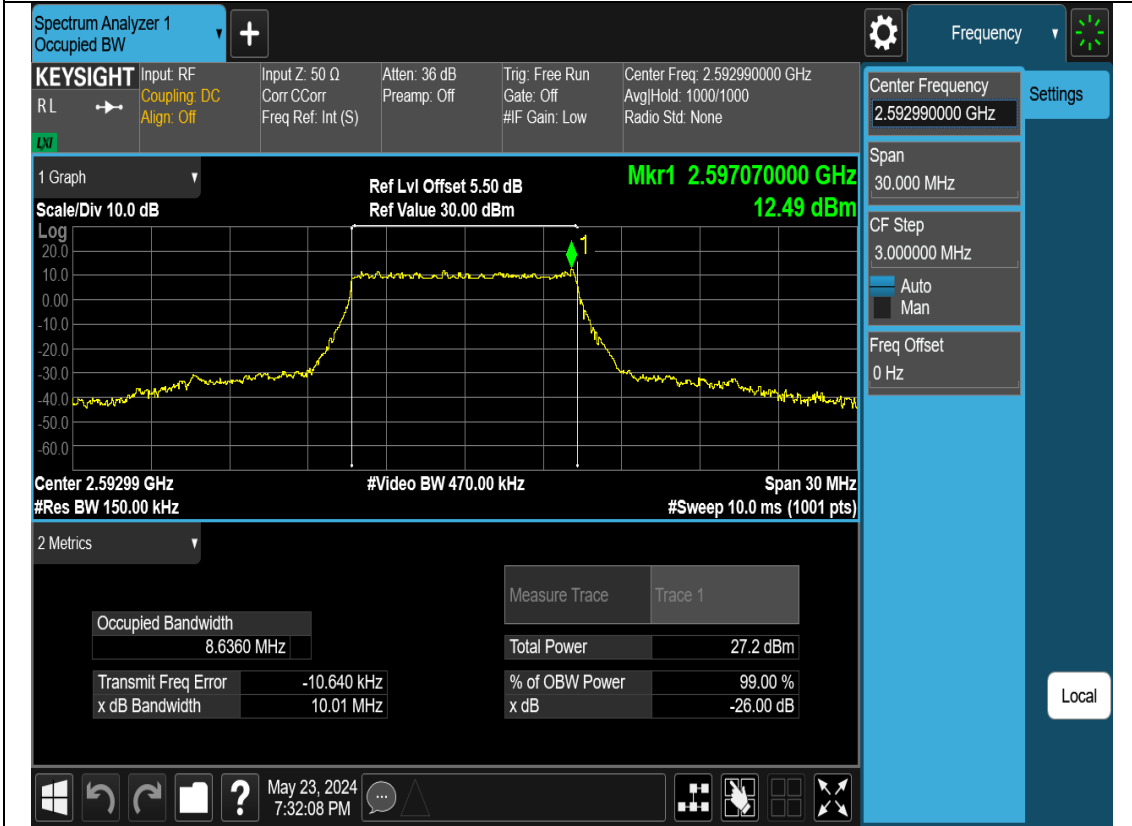 Spectrum Analyzer 1
Occupied BW
+
Frequency
KEYSIGHT
R L
LXI
Input: RF
Coupling: DC
Align: Off
Input Z: 50 Ω
Corr CCorr
Freq Ref: Int (S)
Atten: 36 dB
Preamp: Off
Trig: Free Run
Gate: Off
#IF Gain: Low
Center Freq: 2.592990000 GHz
Avg|Hold: 1000/1000
Radio Std: None
Center Frequency
2.592990000 GHz
Settings
Span
30.000 MHz
CF Step
3.000000 MHz
Auto
Man
Freq Offset
0 Hz
Local
1 Graph
Scale/Div 10.0 dB
Ref Lvl Offset 5.50 dB
Ref Value 30.00 dBm
Mkr1 2.597070000 GHz
12.49 dBm
Log
1
20.0
10.0
0.00
-10.0
-20.0
-30.0
-40.0
-50.0
-60.0
Center 2.59299 GHz
#Video BW 470.00 kHz
Span 30 MHz
#Res BW 150.00 kHz
#Sweep 10.0 ms (1001 pts)
2 Metrics
Measure Trace Trace 1
Occupied Bandwidth
8.6360 MHz
Total Power 27.2 dBm
Transmit Freq Error -10.640 kHz
% of OBW Power 99.00 %
x dB Bandwidth 10.01 MHz
x dB -26.00 dB
?
May 23, 2024
7:32:08 PM